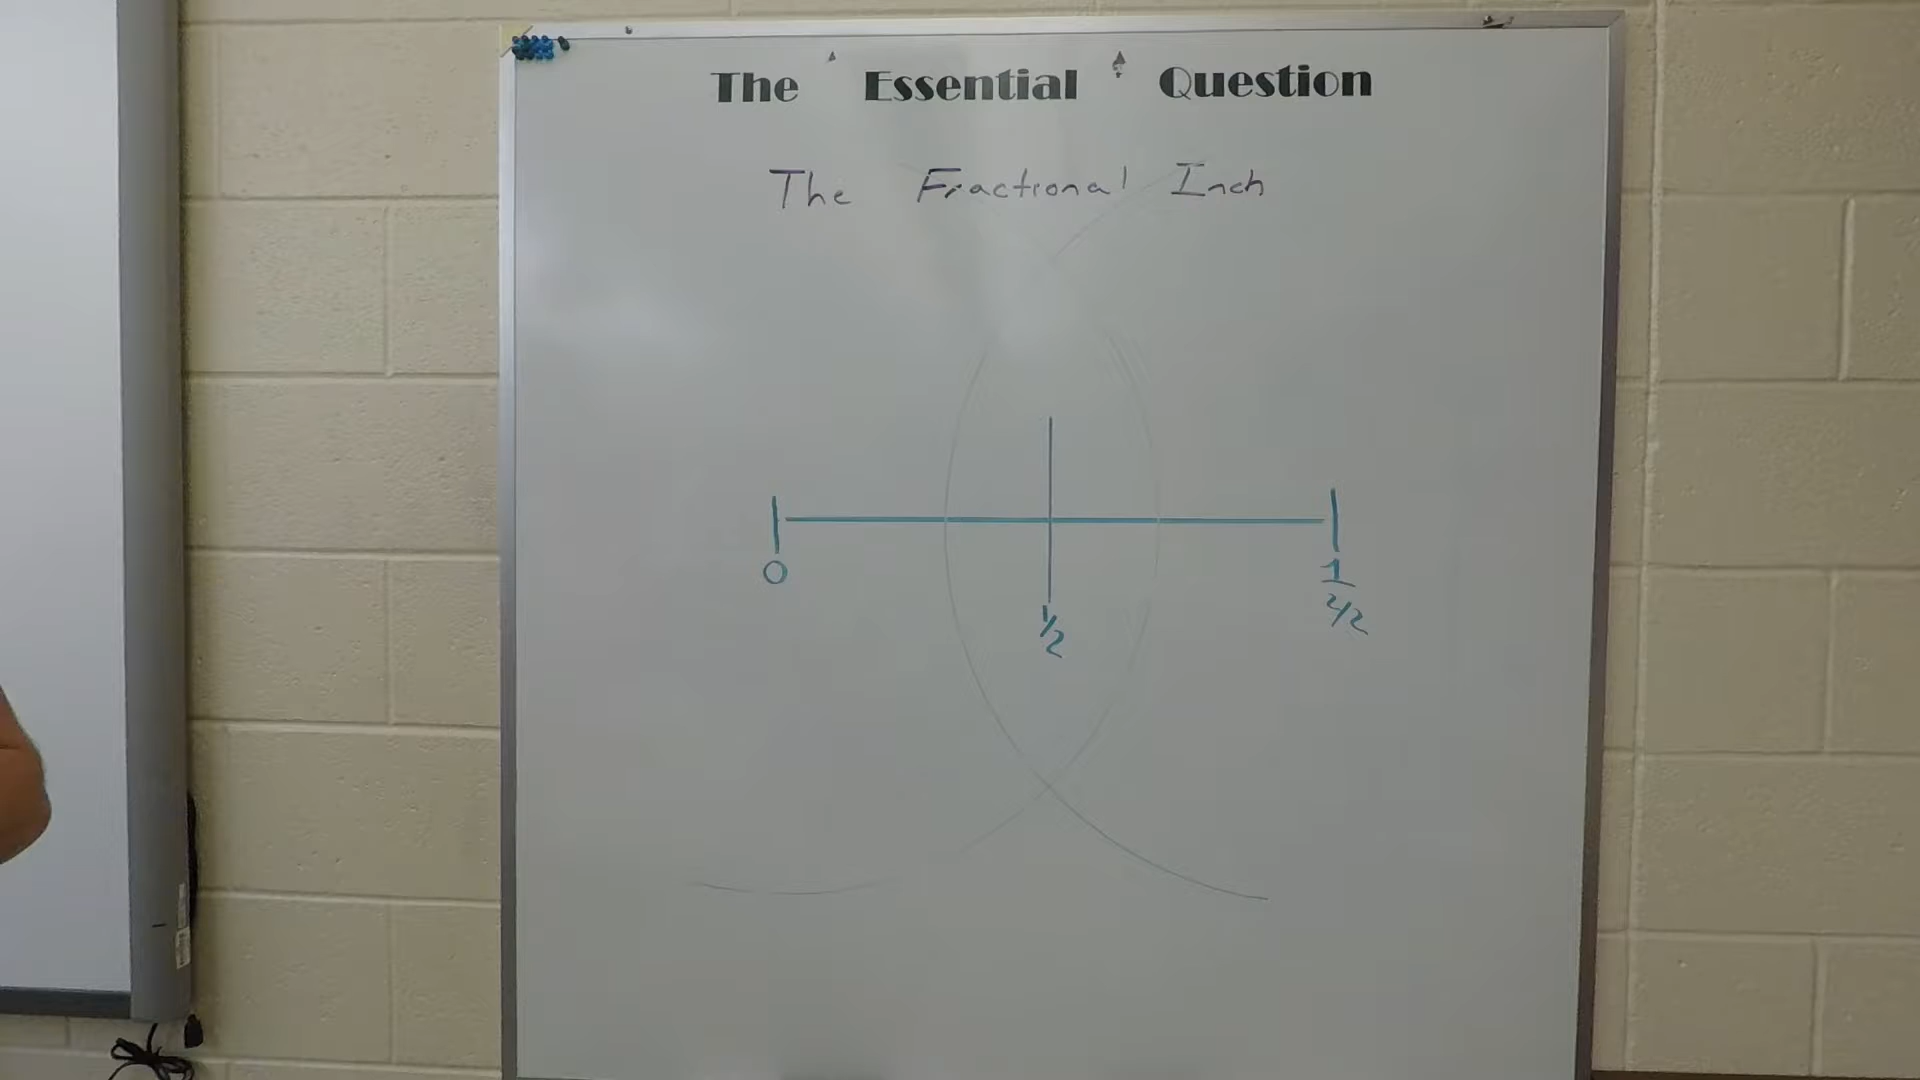 The Essential Question
The Fractional Inch
0
1/2
1
2/2